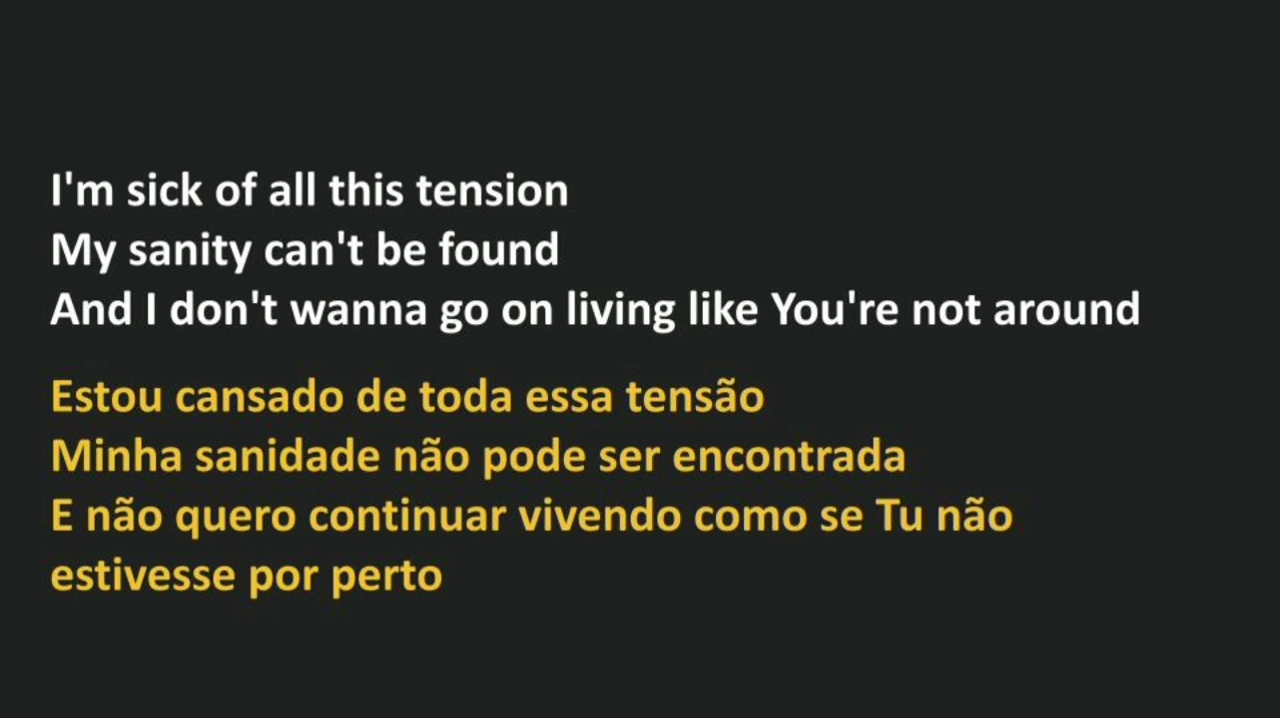 I'm sick of all this tension
My sanity can't be found
And I don't wanna go on living like You're not around
Estou cansado de toda essa tensão
Minha sanidade não pode ser encontrada
E não quero continuar vivendo como se Tu não
estivesse por perto